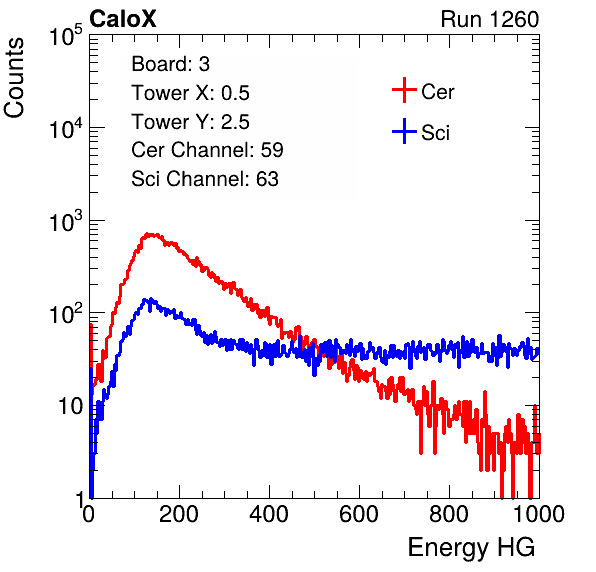 CaloX Run 1260
Counts
10^5
10^4
10^3
10^2
10
1
Board: 3
Tower X: 0.5
Tower Y: 2.5
Cer Channel: 59
Sci Channel: 63
Cer
Sci
0 200 400 600 800 1000
Energy HG